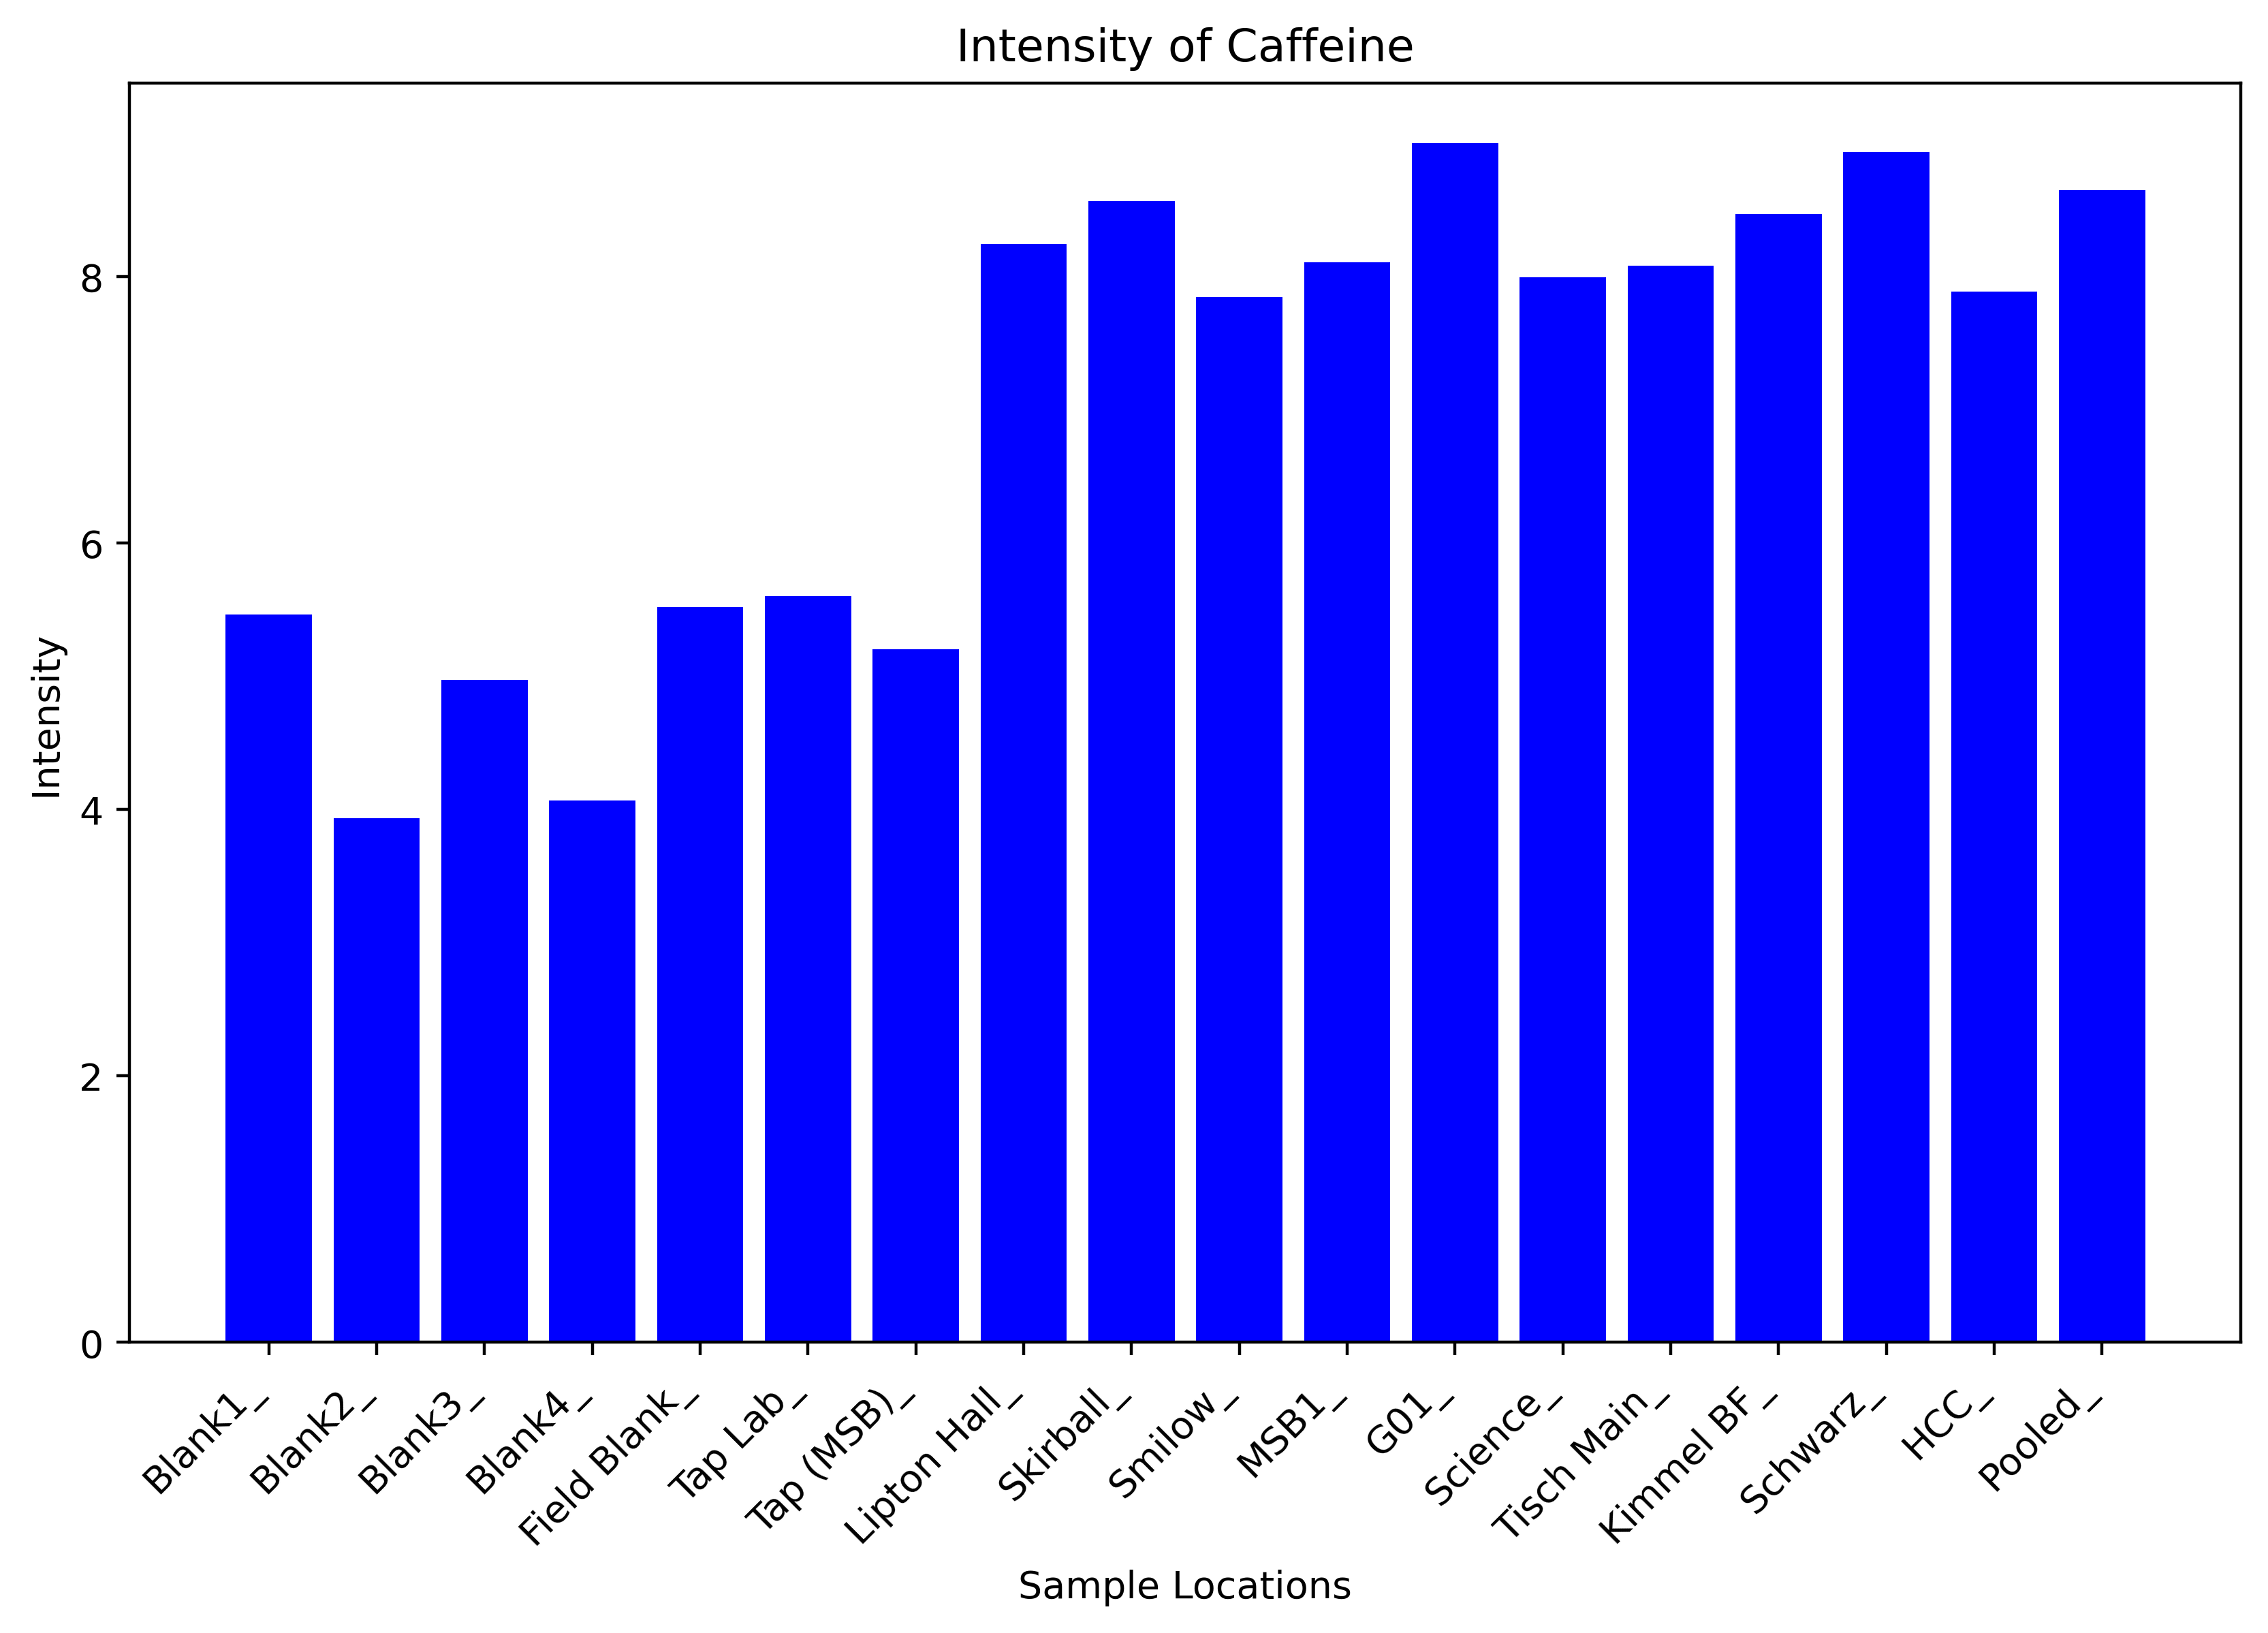 Intensity of Caffeine
Intensity
8
6
4
2
0
Blank1_
Blank2_
Blank3_
Blank4_
Field Blank_
Tap Lab_
Tap (MSB)_
Lipton Hall_
Skirball_
Smilow_
MSB1_
G01_
Science_
Tisch Main_
Kimmel BF_
Schwarz_
HCC_
Pooled_
Sample Locations